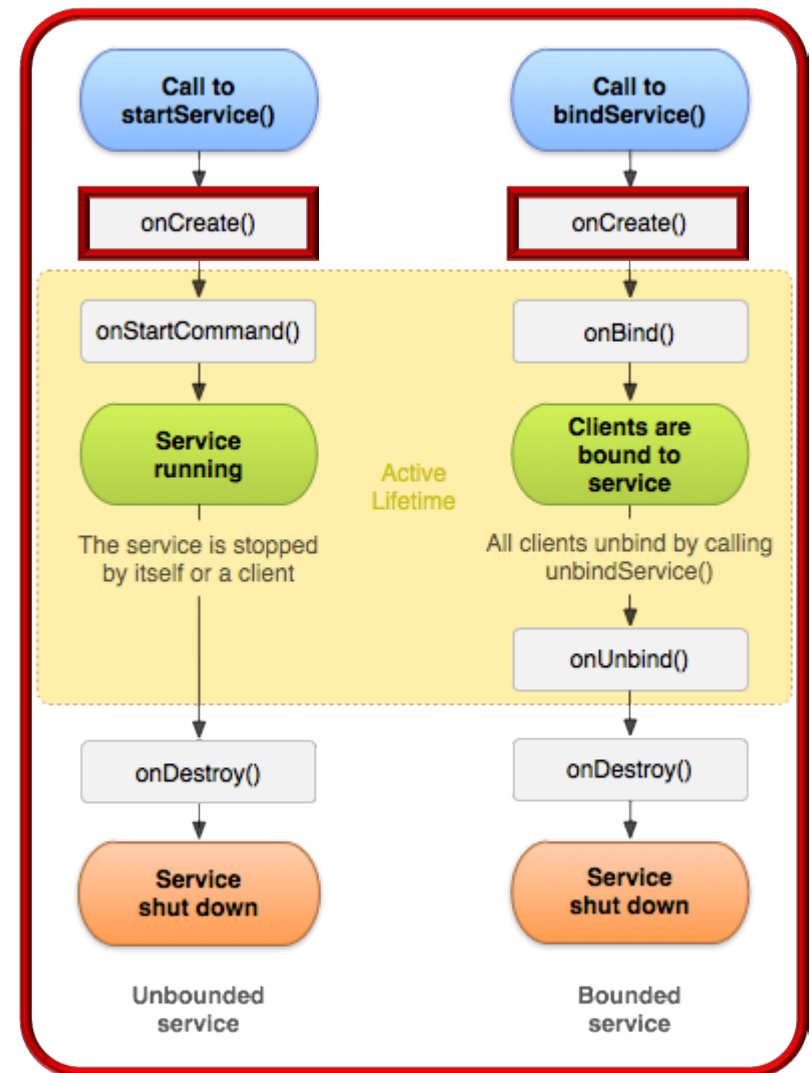 Call to
startService()
onCreate()
onStartCommand()
Service
running
The service is stopped
by itself or a client
onDestroy()
Service
shut down
Unbounded
service
Active
Lifetime
Call to
bindService()
onCreate()
onBind()
Clients are
bound to
service
All clients unbind by calling
unbindService()
onUnbind()
onDestroy()
Service
shut down
Bounded
service